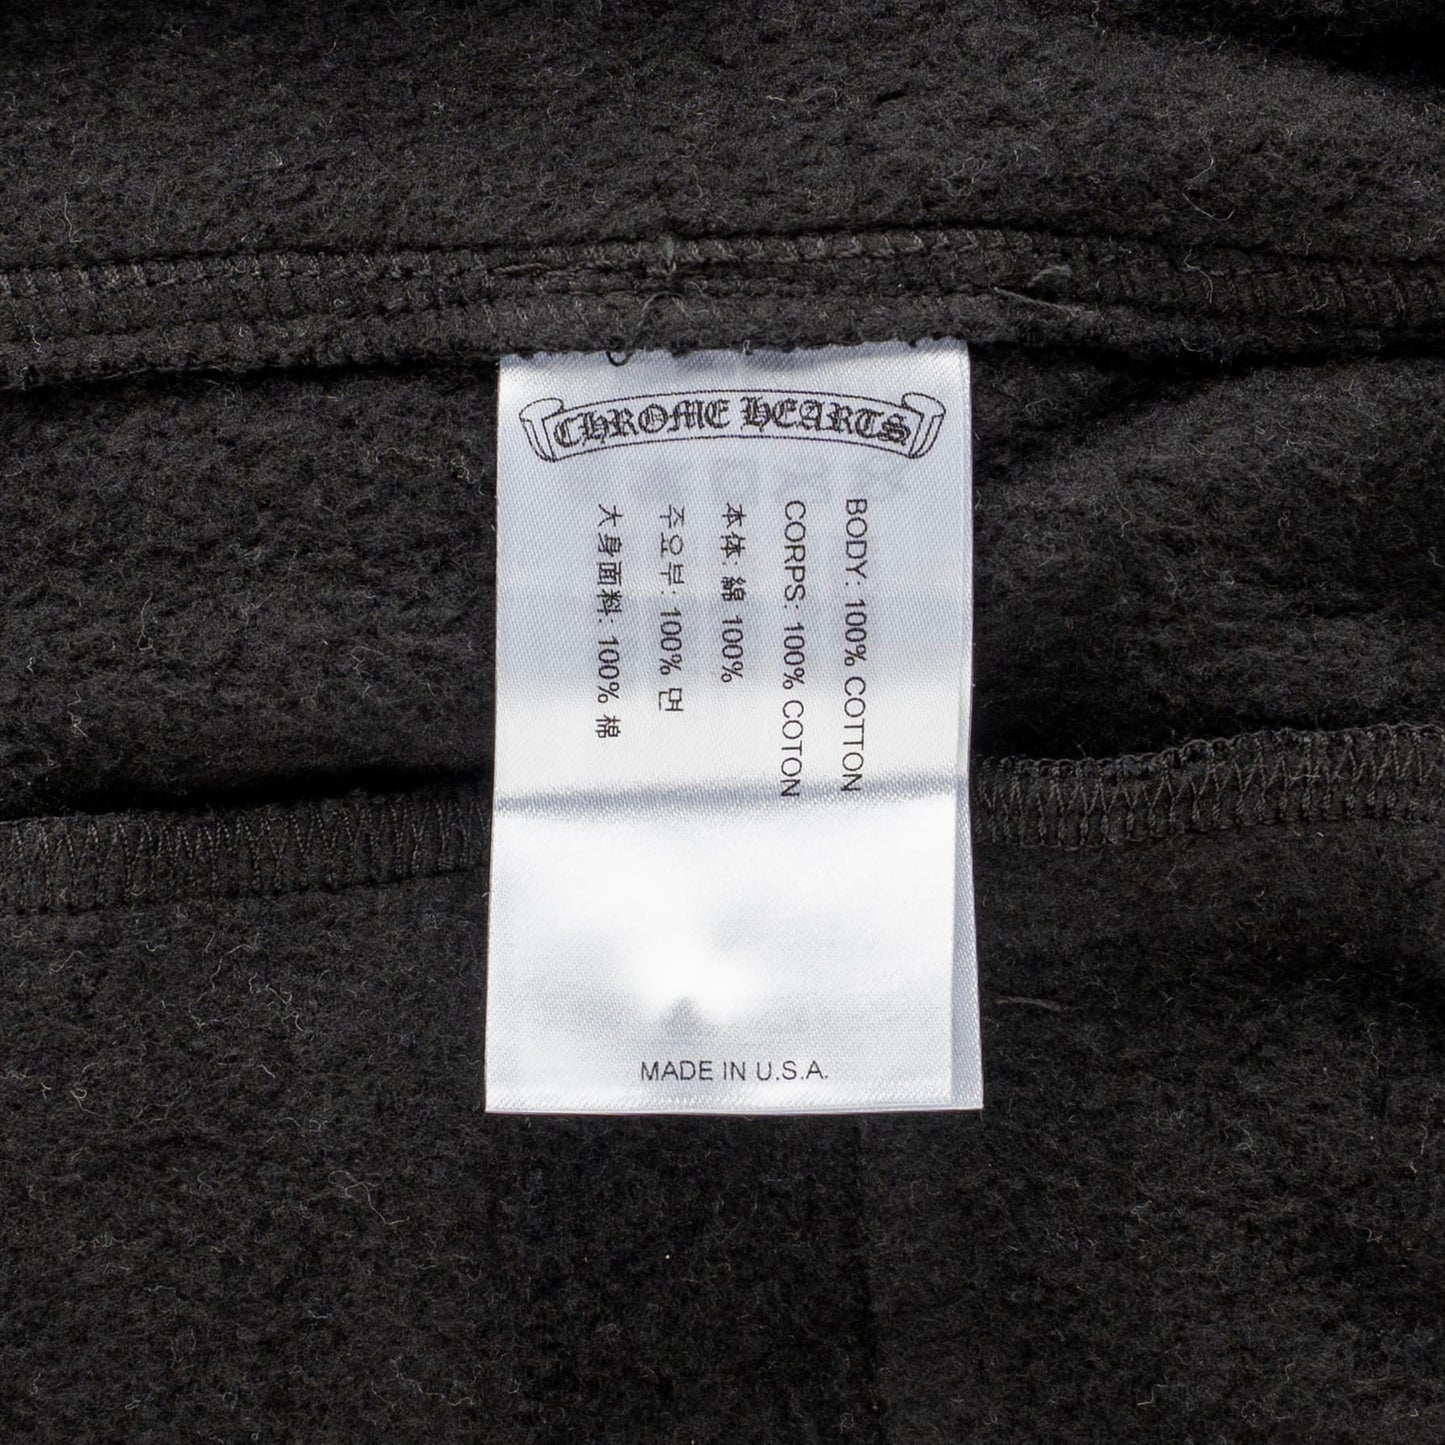 CHROME HEARTS
BODY: 100% COTTON
CORPS: 100% COTON
本体: 綿 100%
주요부: 100% 면
大身面料: 100% 棉
MADE IN U.S.A.